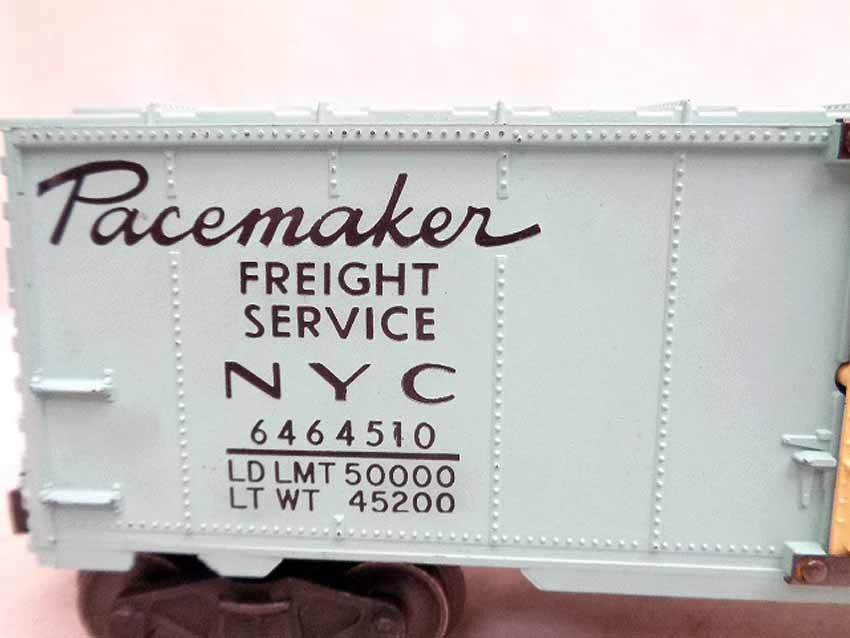 Pacemaker
FREIGHT
SERVICE
NYC
6464510
LD LMT 50000
LT WT 45200